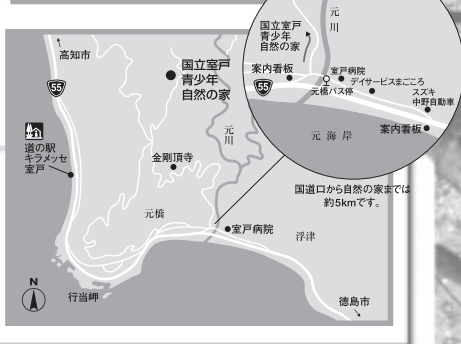 高知市
55
国立室戸
青少年
自然の家
道の駅
キラメッセ
室戸
金剛頂寺
元川
元橋
室戸病院
浮津
行当岬
徳島市
N
元川
国立室戸
青少年
自然の家
案内看板
55
室戸病院
元橋バス停
デイサービスまごころ
スズキ
中野自動車
案内看板
元海岸
国道口から自然の家までは
約5kmです。